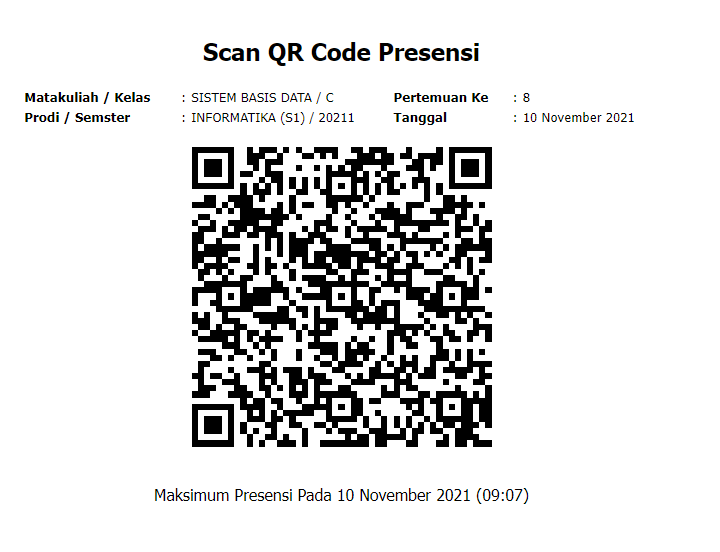 Scan QR Code Presensi
Matakuliah / Kelas : SISTEM BASIS DATA / C Pertemuan Ke : 8
Prodi / Semster : INFORMATIKA (S1) / 20211 Tanggal : 10 November 2021
Maksimum Presensi Pada 10 November 2021 (09:07)